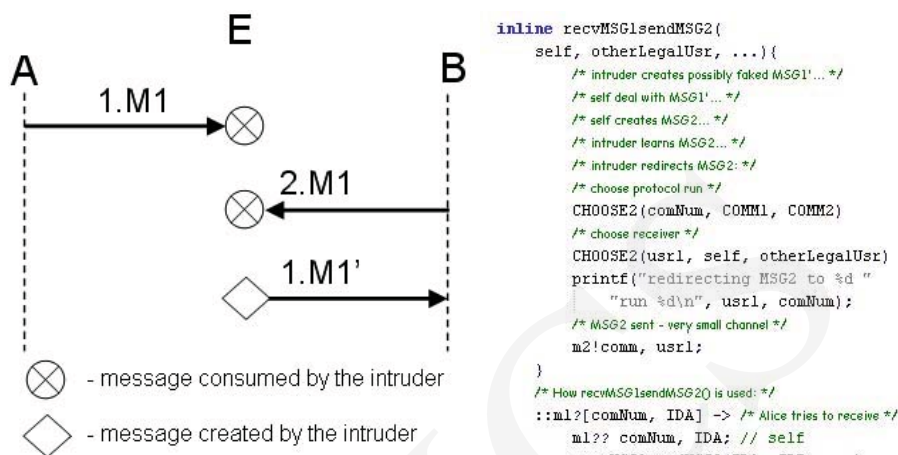 E
A
B
1.M1
2.M1
1.M1'
- message consumed by the intruder
- message created by the intruder
inline recvMSG1sendMSG2(
self, otherLegalUsr, ...){
/* intruder creates possibly faked MSG1'... */
/* self deal with MSG1'... */
/* self creates MSG2... */
/* intruder learns MSG2... */
/* intruder redirects MSG2: */
/* choose protocol run */
CHOOSE2(comNum, COMM1, COMM2)
/* choose receiver */
CHOOSE2(usr1, self, otherLegalUsr)
printf("redirecting MSG2 to %d "
"run %d\n", usr1, comNum);
/* MSG2 sent - very small channel */
m2!comm, usr1;
}
/* How recvMSG1sendMSG2() is used: */
::m1?[comNum, IDA] -> /* Alice tries to receive */
m1?? comNum, IDA; // self